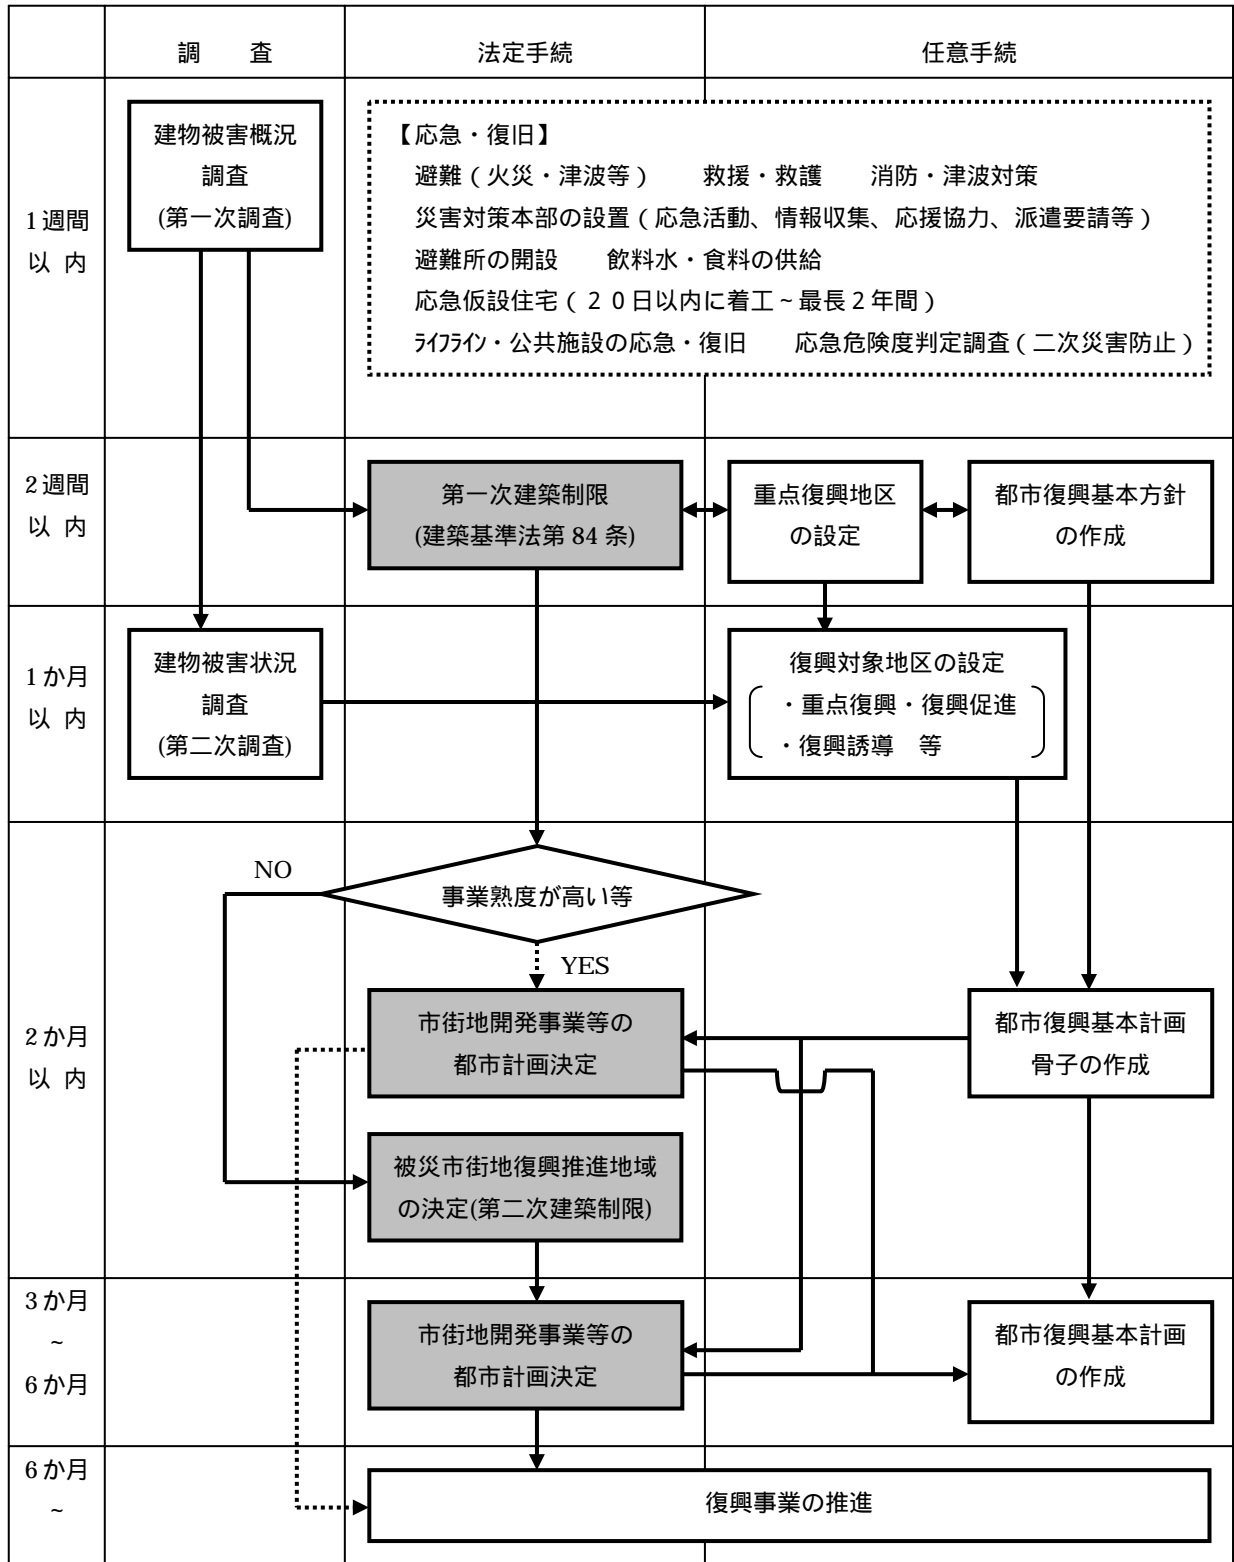 調　査
法定手続
任意手続
1週間
以 内
建物被害概況
調査
(第一次調査)
【応急・復旧】
避難（火災・津波等）　救援・救護　消防・津波対策
災害対策本部の設置（応急活動、情報収集、応援協力、派遣要請等）
避難所の開設　飲料水・食料の供給
応急仮設住宅（２０日以内に着工～最長２年間）
ﾗｲﾌﾗｲﾝ・公共施設の応急・復旧　応急危険度判定調査（二次災害防止）
2週間
以 内
第一次建築制限
(建築基準法第 84 条)
重点復興地区
の設定
都市復興基本方針
の作成
1か月
以 内
建物被害状況
調査
(第二次調査)
復興対象地区の設定
・重点復興・復興促進
・復興誘導　等
2か月
以 内
NO
事業熟度が高い等
YES
市街地開発事業等の
都市計画決定
都市復興基本計画
骨子の作成
被災市街地復興推進地域
の決定(第二次建築制限)
3か月
～
6か月
市街地開発事業等の
都市計画決定
都市復興基本計画
の作成
6か月
～
復興事業の推進